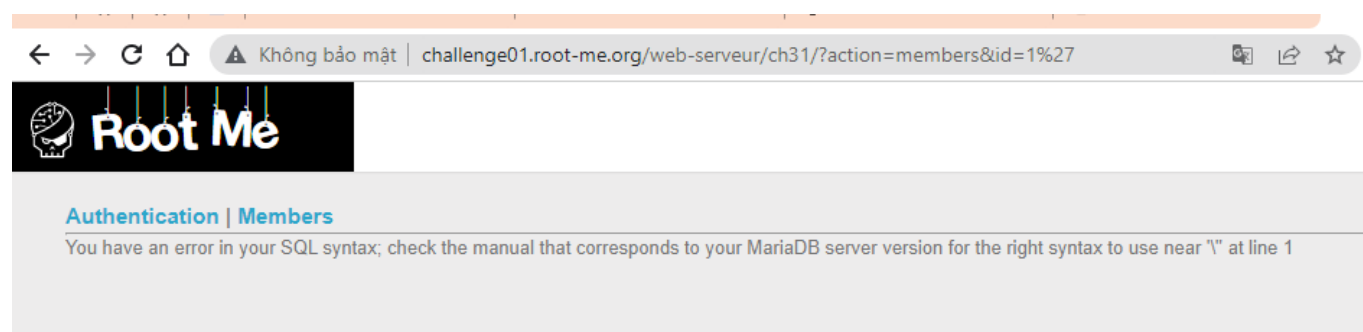 Không bảo mật | challenge01.root-me.org/web-serveur/ch31/?action=members&id=1%27
Root Me
Authentication | Members
You have an error in your SQL syntax; check the manual that corresponds to your MariaDB server version for the right syntax to use near '\'' at line 1